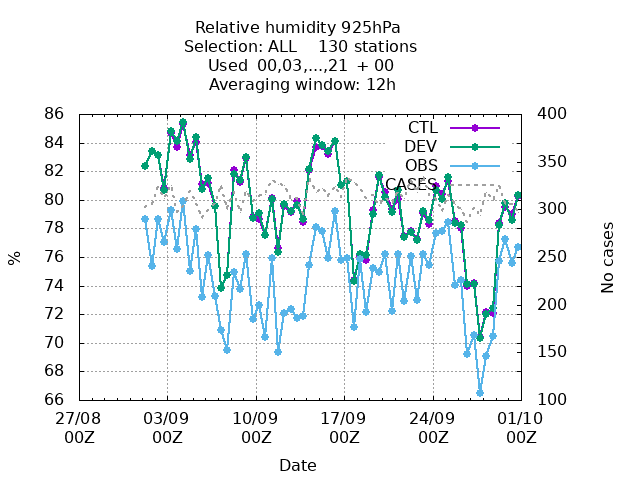 Relative humidity 925hPa
Selection: ALL    130 stations
Used  00,03,...,21  + 00
Averaging window: 12h
86
84
82
80
78
76
74
72
70
68
66
%
400
350
300
250
200
150
100
No cases
CTL
DEV
OBS
CASES
27/08 03/09 10/09 17/09 24/09 01/10
00Z 00Z 00Z 00Z 00Z 00Z
Date